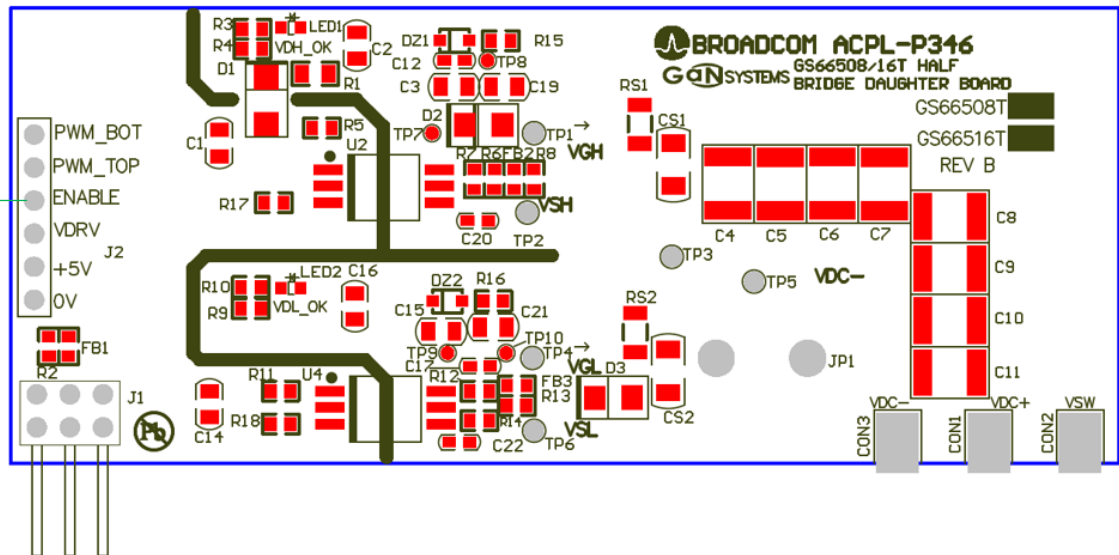 BROADCOM ACPL-P346
GaN SYSTEMS GS66508/16T HALF
BRIDGE DAUGHTER BOARD
GS66508T
GS66516T
REV B
R3
LED1
R4
VDH_OK
C2
D1
R1
C1
R5
U2
R17
DZ1
R15
C12
TP8
C3
C19
D2
TP7
TP1
VGH
R7
R6
FB2
R8
VSH
C20
TP2
RS1
CS1
C4
C5
C6
C7
C8
C9
C10
C11
TP3
TP5
VDC-
PWM_BOT
PWM_TOP
ENABLE
VDRV
+5V
0V
J2
FB1
R2
J1
Pb
LED2
C16
R10
R9
VDL_OK
C14
R11
R18
U4
DZ2
R16
C15
C21
TP10
TP9
TP4
VGL
C17
R12
FB3
R13
R14
C22
TP6
VSL
D3
RS2
CS2
JP1
VDC-
VDC+
VSW
CON3
CON1
CON2